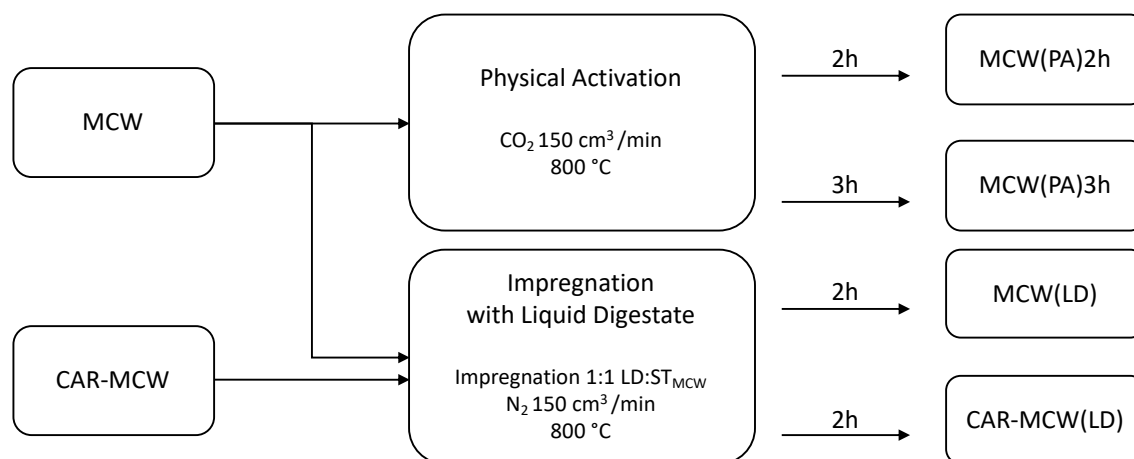 MCW
CAR-MCW
Physical Activation
CO₂ 150 cm³/min
800 °C
Impregnation
with Liquid Digestate
Impregnation 1:1 LD:ST_MCW
N₂ 150 cm³/min
800 °C
2h
MCW(PA)2h
3h
MCW(PA)3h
2h
MCW(LD)
2h
CAR-MCW(LD)